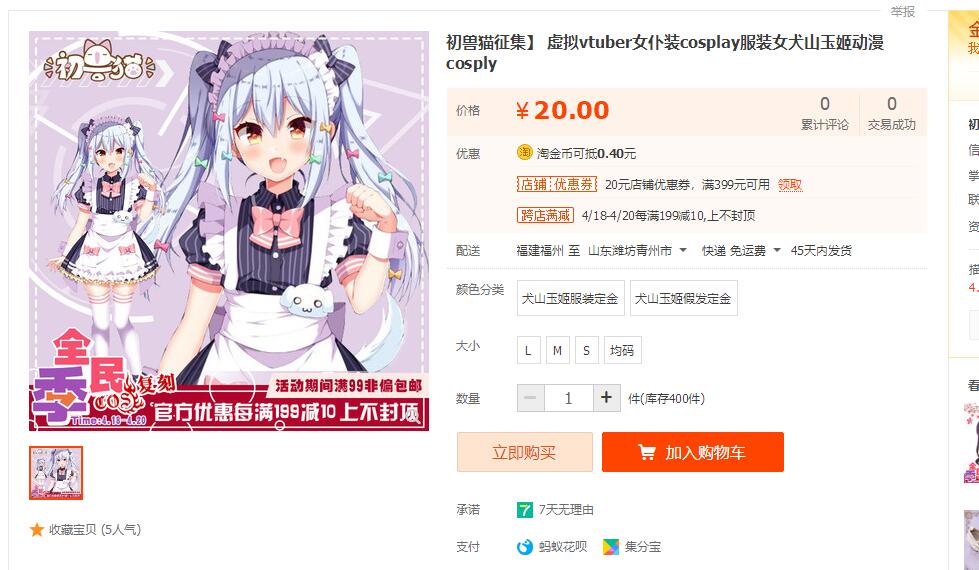 举报
初兽猫
全民季
COS
复刻
Time:4.18-4.20
活动期间满99非偏包邮
官方优惠每满199减10 上不封顶
收藏宝贝 (5人气)
初兽猫征集】 虚拟vtuber女仆装cosplay服装女犬山玉姬动漫
cosply
价格 ¥20.00
0 累计评论
0 交易成功
优惠 淘 淘金币可抵0.40元
店铺优惠券 20元店铺优惠券，满399元可用 领取
跨店满减 4/18-4/20每满199减10,上不封顶
配送 福建福州 至 山东潍坊青州市 快递 免运费 45天内发货
颜色分类 犬山玉姬服装定金 犬山玉姬假发定金
大小 L M S 均码
数量 − 1 + 件(库存400件)
立即购买 加入购物车
承诺 7 7天无理由
支付 蚂蚁花呗 集分宝
我
初
信
掌
联
资
描
4.
看